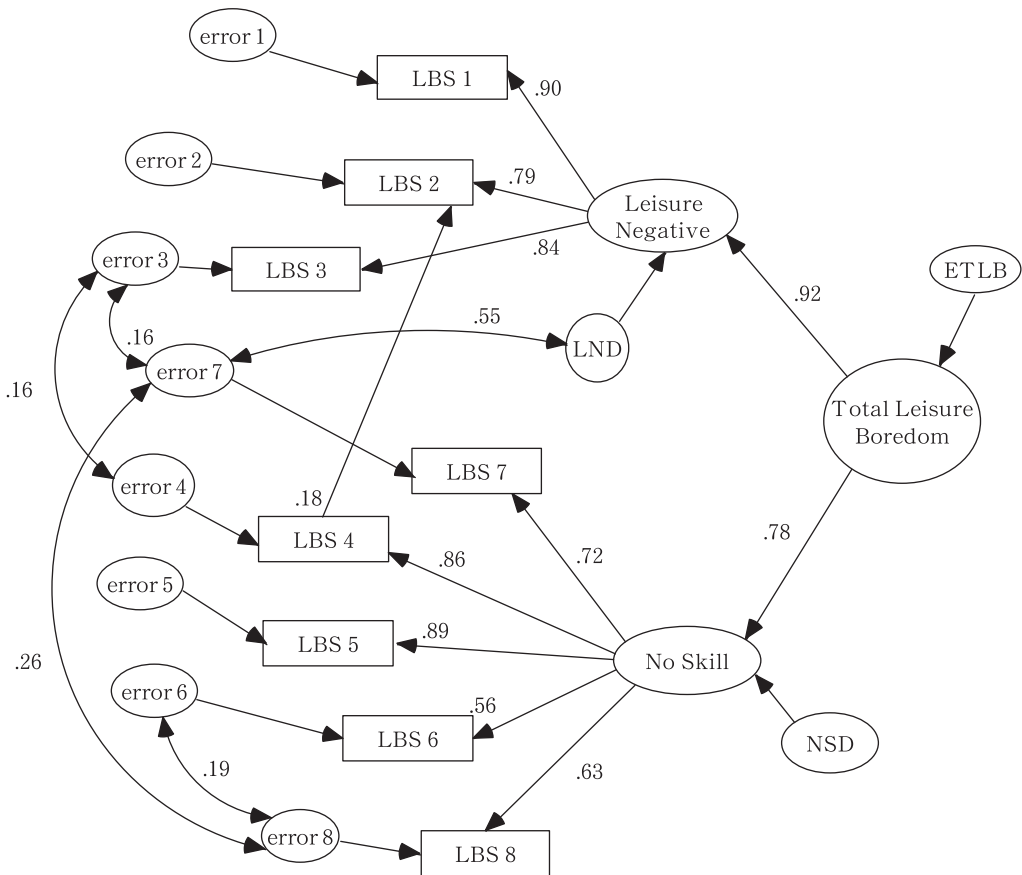 error 1
LBS 1
.90
error 2
LBS 2
.79
Leisure
Negative
error 3
LBS 3
.84
ETLB
.92
.55
.16
LND
error 7
.16
Total Leisure
Boredom
LBS 7
error 4
.18
LBS 4
.78
.86
.72
error 5
LBS 5
.89
.26
No Skill
error 6
.56
LBS 6
NSD
.19
.63
error 8
LBS 8